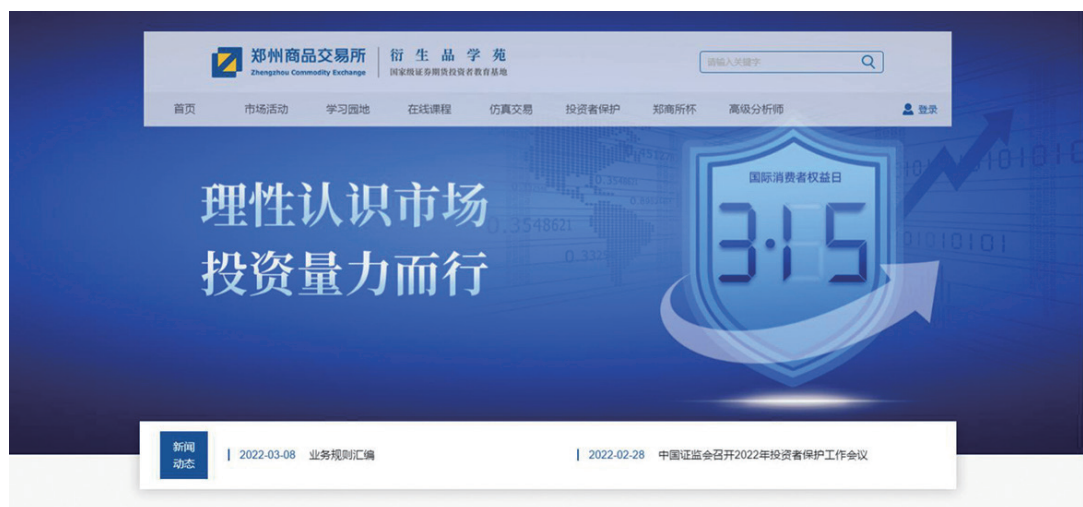 郑州商品交易所
Zhengzhou Commodity Exchange
衍生品学苑
国家级证券期货投资者教育基地
请输入关键字
首页 市场活动 学习园地 在线课程 仿真交易 投资者保护 郑商所杯 高级分析师 登录
理性认识市场
投资量力而行
国际消费者权益日
3·15
0.3548621
010101
新闻动态
2022-03-08 业务规则汇编
2022-02-28 中国证监会召开2022年投资者保护工作会议